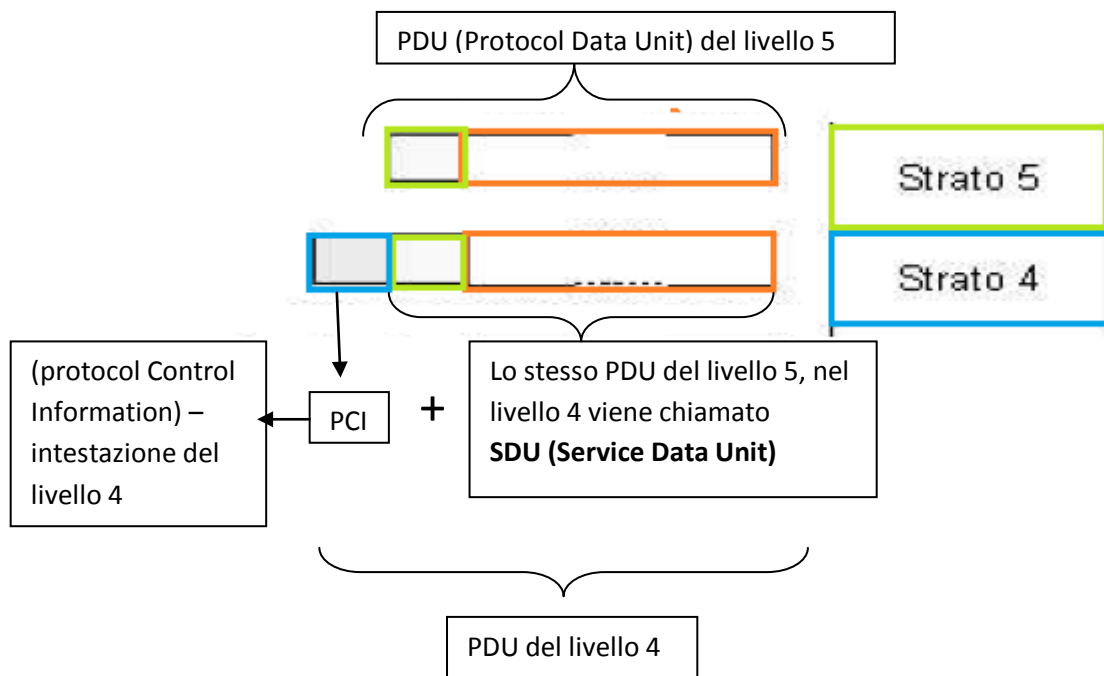 PDU (Protocol Data Unit) del livello 5
Strato 5
Strato 4
(protocol Control
Information) –
intestazione del
livello 4
PCI
+
Lo stesso PDU del livello 5, nel
livello 4 viene chiamato
SDU (Service Data Unit)
PDU del livello 4